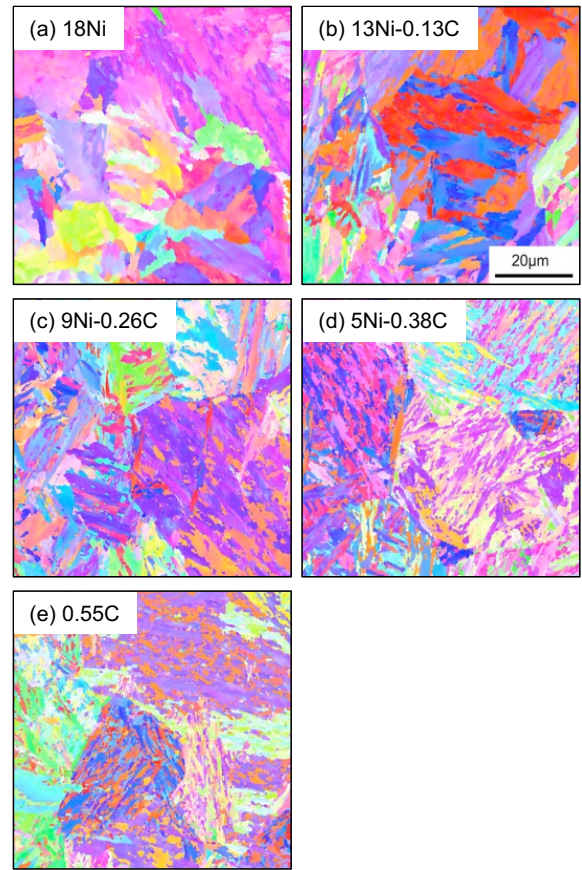 (a) 18Ni
(b) 13Ni-0.13C
20μm
(c) 9Ni-0.26C
(d) 5Ni-0.38C
(e) 0.55C